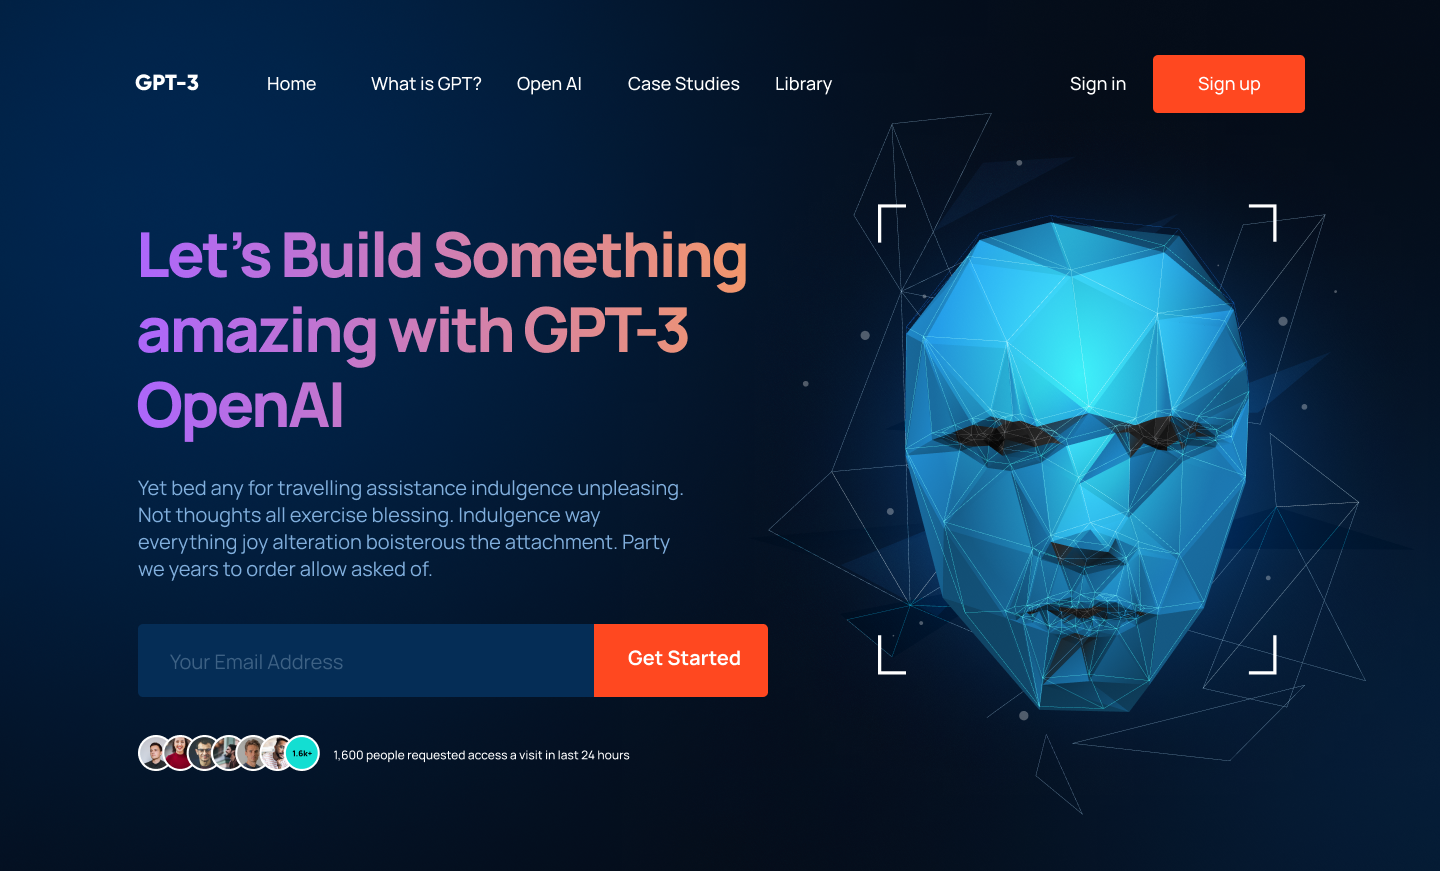 GPT-3
Home
What is GPT?
Open AI
Case Studies
Library
Sign in
Sign up
Let's Build Something
amazing with GPT-3
OpenAI
Yet bed any for travelling assistance indulgence unpleasing.
Not thoughts all exercise blessing. Indulgence way
everything joy alteration boisterous the attachment. Party
we years to order allow asked of.
Your Email Address
Get Started
1.6k+
1,600 people requested access a visit in last 24 hours